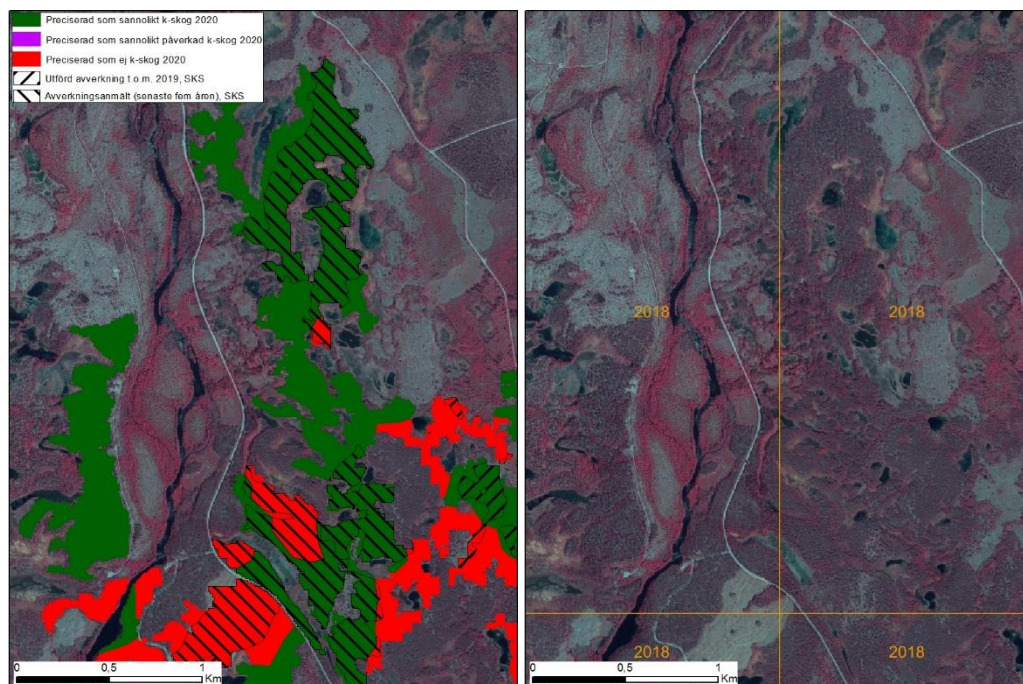 Preciserad som sannolikt k-skog 2020
Preciserad som sannolikt påverkad k-skog 2020
Preciserad som ej k-skog 2020
Utförd avverkning t.o.m. 2019, SKS
Avverkningsanmält (senaste fem åren), SKS
0 0,5 1
Km
2018 2018
2018 2018
0 0,5 1
Km